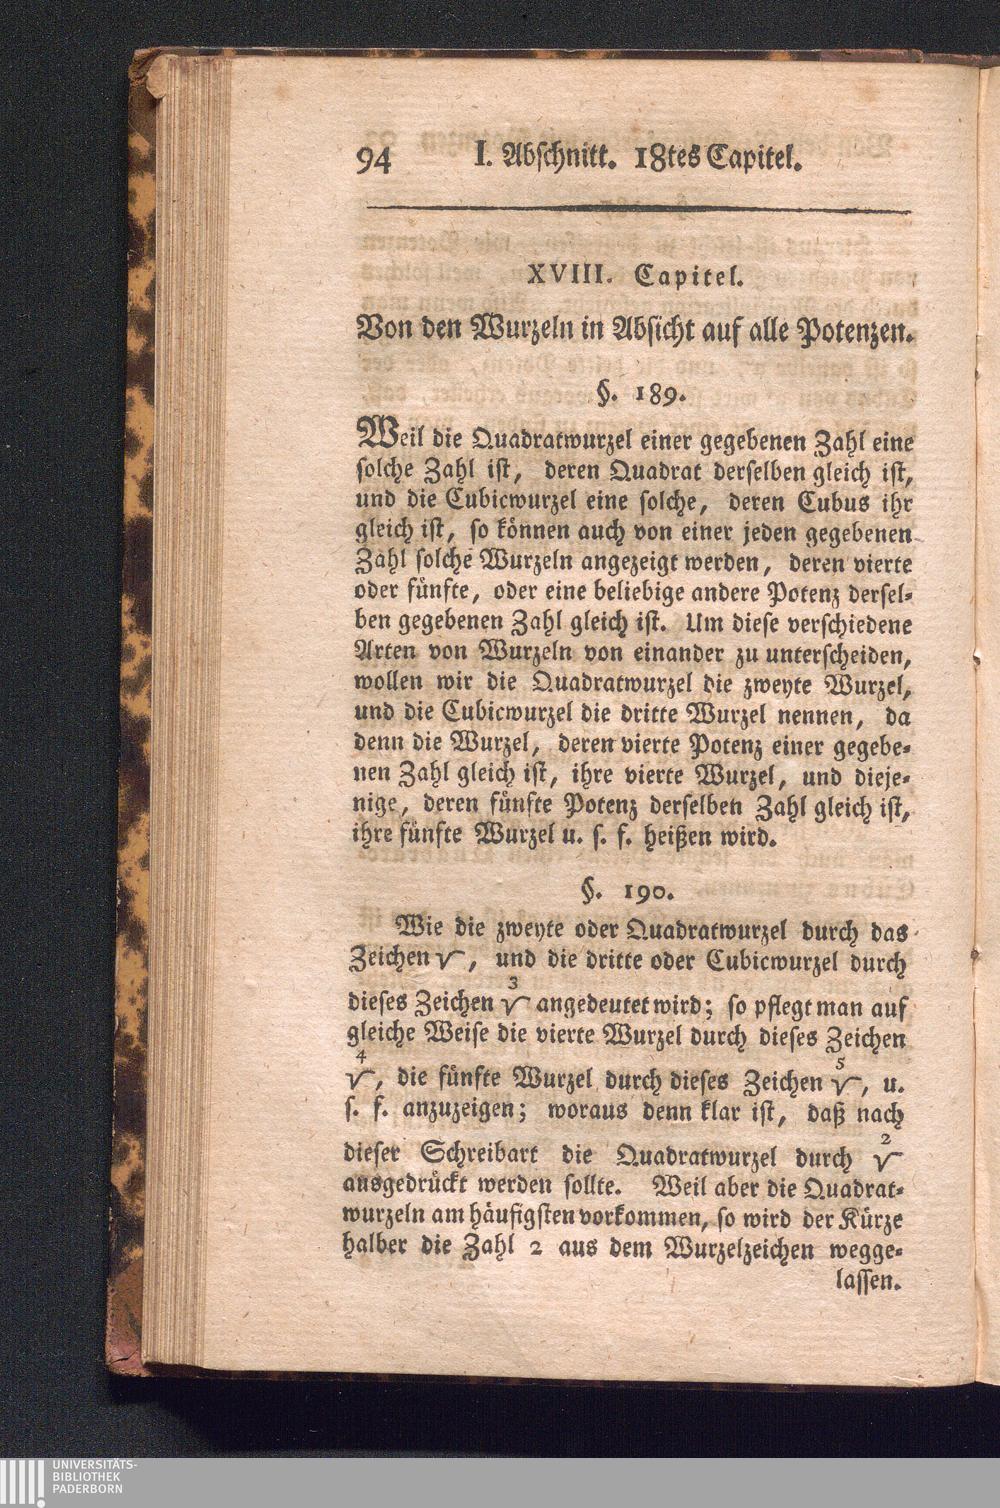 94 I. Abschnitt. 18tes Capitel.
XVIII. Capitel.
Von den Wurzeln in Absicht auf alle Potenzen.
§. 189.
Weil die Quadratwurzel einer gegebenen Zahl eine
solche Zahl ist, deren Quadrat derselben gleich ist,
und die Cubicwurzel eine solche, deren Cubus ihr
gleich ist, so können auch von einer jeden gegebenen
Zahl solche Wurzeln angezeigt werden, deren vierte
oder fünfte, oder eine beliebige andere Potenz dersel-
ben gegebenen Zahl gleich ist. Um diese verschiedene
Arten von Wurzeln von einander zu unterscheiden,
wollen wir die Quadratwurzel die zweyte Wurzel,
und die Cubicwurzel die dritte Wurzel nennen, da
denn die Wurzel, deren vierte Potenz einer gegebe-
nen Zahl gleich ist, ihre vierte Wurzel, und dieje-
nige, deren fünfte Potenz derselben Zahl gleich ist,
ihre fünfte Wurzel u. s. f. heißen wird.
§. 190.
Wie die zweyte oder Quadratwurzel durch das
Zeichen √, und die dritte oder Cubicwurzel durch
dieses Zeichen ³√ angedeutet wird; so pflegt man auf
gleiche Weise die vierte Wurzel durch dieses Zeichen
⁴√, die fünfte Wurzel durch dieses Zeichen ⁵√, u.
s. f. anzuzeigen; woraus denn klar ist, daß nach
dieser Schreibart die Quadratwurzel durch ²√
ausgedrückt werden sollte. Weil aber die Quadrat-
wurzeln am häufigsten vorkommen, so wird der Kürze
halber die Zahl 2 aus dem Wurzelzeichen wegge-
lassen.
UNIVERSITÄTS-
BIBLIOTHEK
PADERBORN